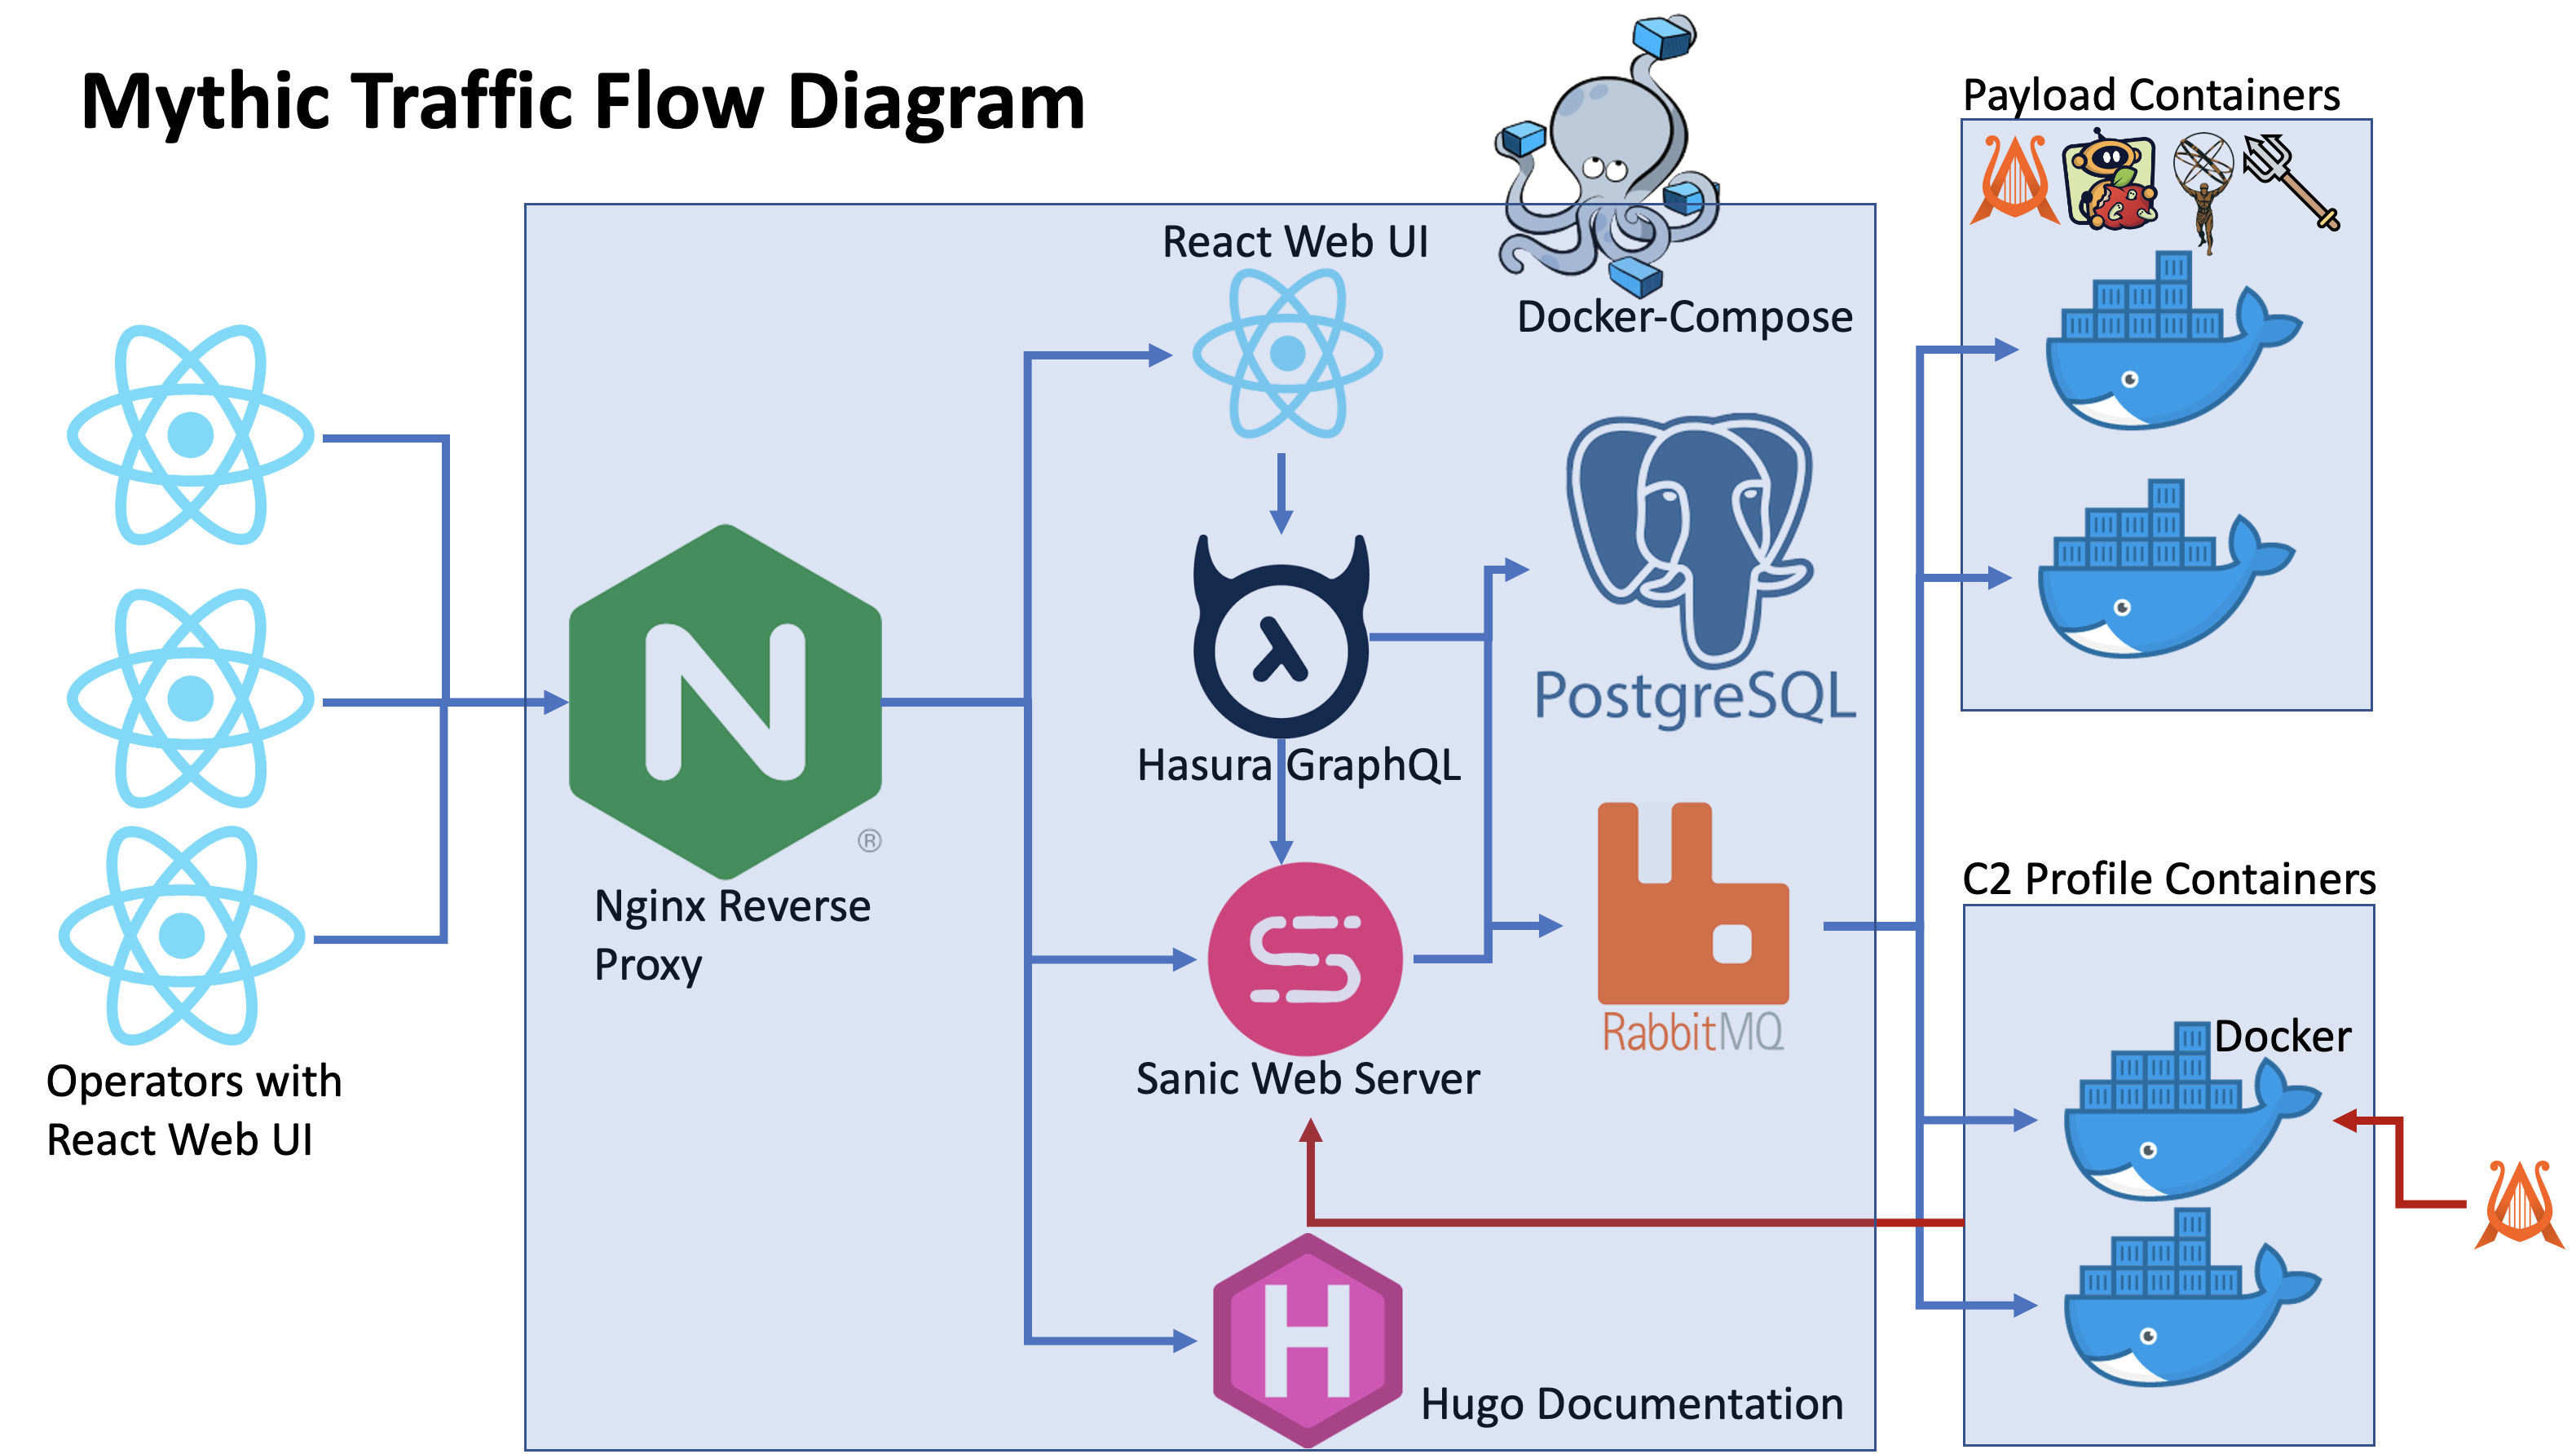 Mythic Traffic Flow Diagram
Payload Containers
React Web UI
Docker-Compose
PostgreSQL
Hasura GraphQL
N
®
Nginx Reverse
Proxy
C2 Profile Containers
RabbitMQ
Docker
Sanic Web Server
Operators with
React Web UI
H
Hugo Documentation